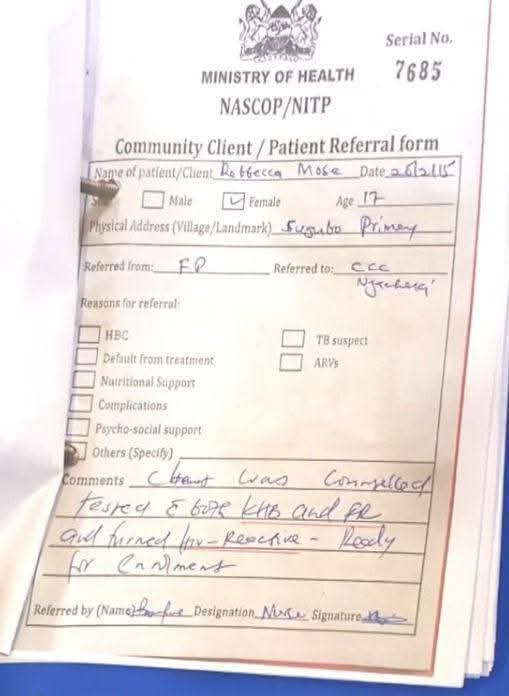 Serial No.
7685
MINISTRY OF HEALTH
NASCOP/NITP
Community Client / Patient Referral form
Name of patient/Client Rebbecca Mose Date 26/2/15
Male Female Age 17
Physical Address (Village/Landmark) Primary
Referred from: FP Referred to: CCC
Reasons for referral:
HBC TB suspect
Default from treatment ARVs
Nutritional Support
Complications
Psycho-social support
Others (Specify)
Comments Client was Counselled
tested & both KHB and FR
and turned hiv-Reactive - Ready
for Enrolment
Referred by (Name) Designation Nurse Signature